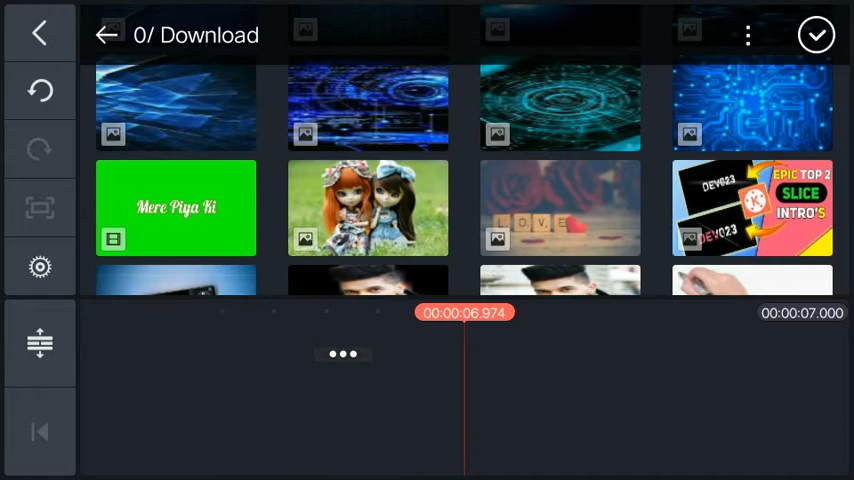 0/ Download
Mere Piya Ki
LOVE
DEV023
DEV023
K
EPIC TOP 2
SLICE
INTRO'S
00:00:06.974
00:00:07.000